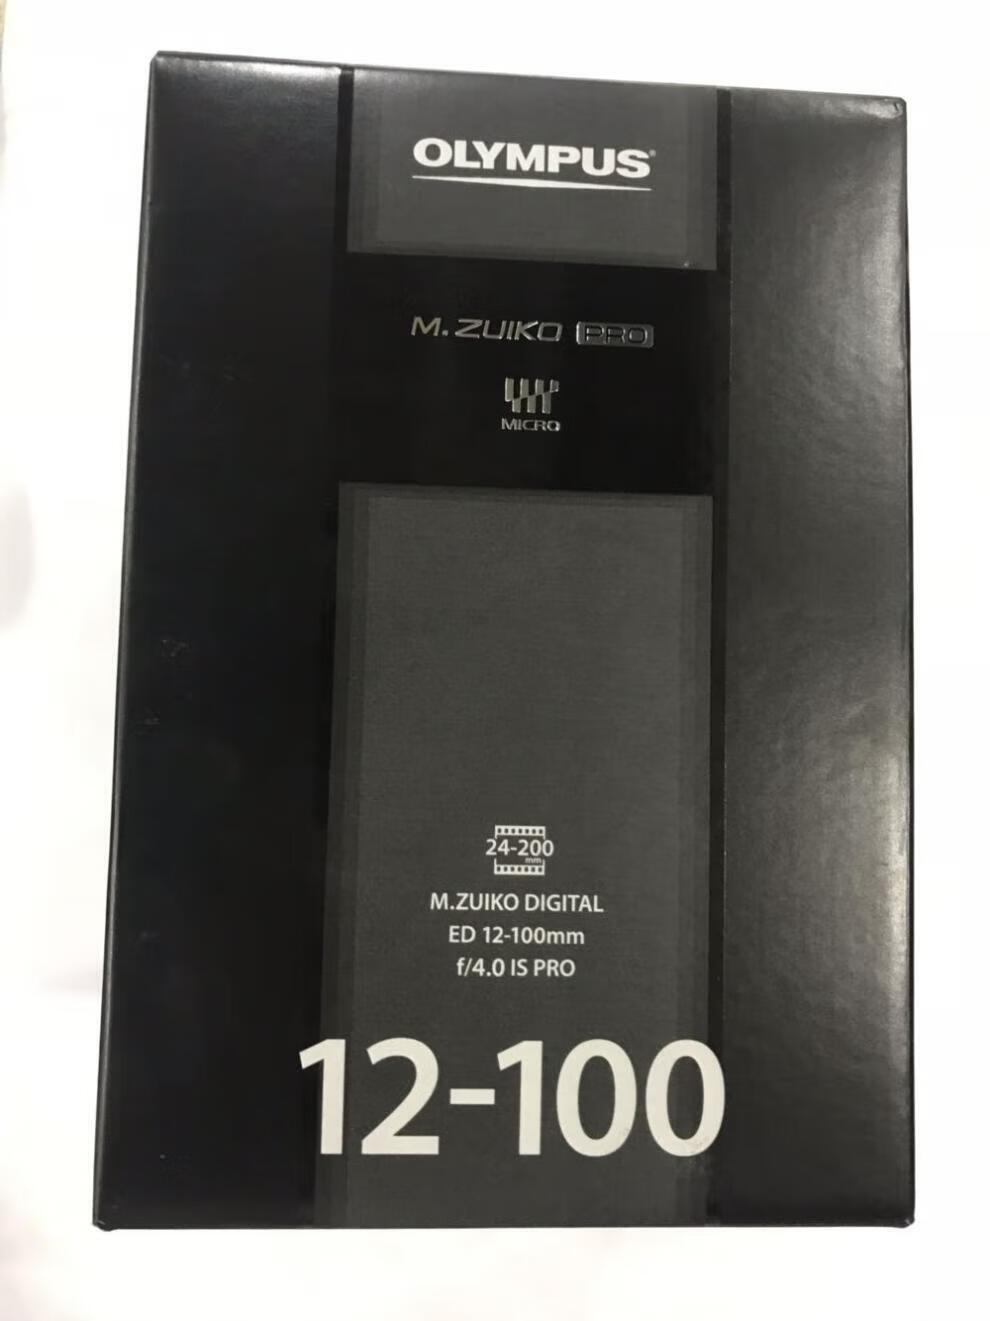 OLYMPUS®
M.ZUIKO PRO
MICRO
24-200
mm
M.ZUIKO DIGITAL
ED 12-100mm
f/4.0 IS PRO
12-100